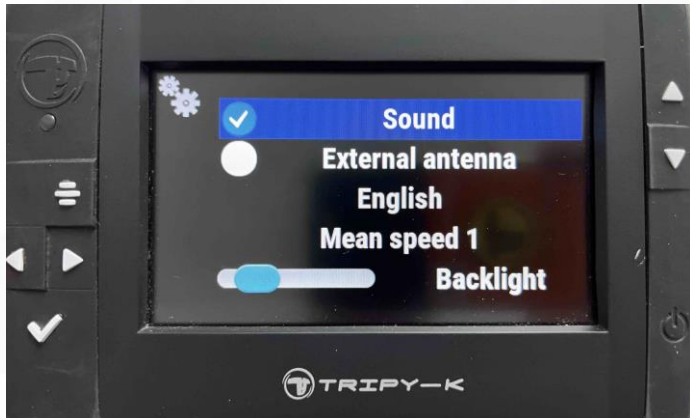 Sound
External antenna
English
Mean speed 1
Backlight
TRIPY-K